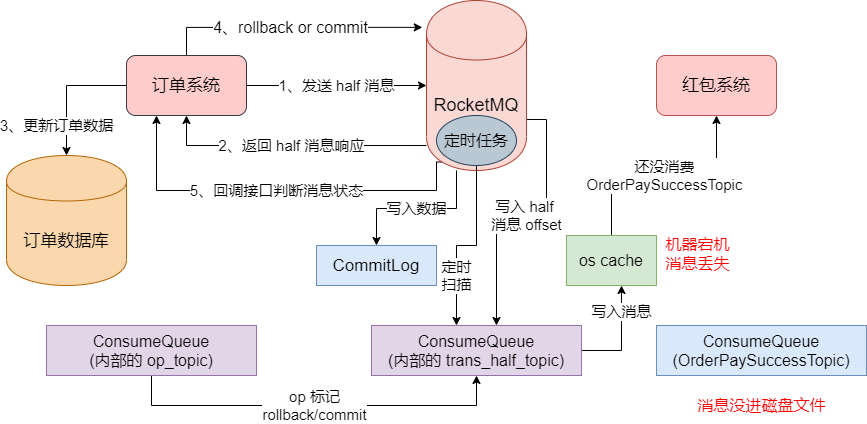 4、rollback or commit
订单系统
1、发送 half 消息
RocketMQ
定时任务
红包系统
3、更新订单数据
2、返回 half 消息响应
5、回调接口判断消息状态
还没消费
OrderPaySuccessTopic
写入数据
写入 half
消息 offset
订单数据库
CommitLog
定时
扫描
os cache
机器宕机
消息丢失
写入消息
ConsumeQueue
(内部的 op_topic)
ConsumeQueue
(内部的 trans_half_topic)
ConsumeQueue
(OrderPaySuccessTopic)
op 标记
rollback/commit
消息没进磁盘文件